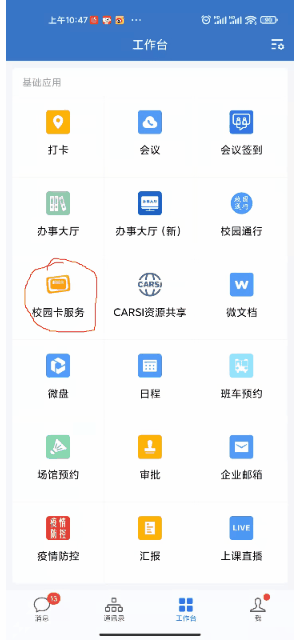 上午10:47
工作台
基础应用
打卡
会议
会议签到
办事大厅
办事大厅（新）
校园通行
校园卡服务
CARSI
CARSI资源共享
W
微文档
微盘
日程
班车预约
场馆预约
审批
企业邮箱
疫情
防控
LIVE
疫情防控
汇报
上课直播
13
消息
通讯录
工作台
我